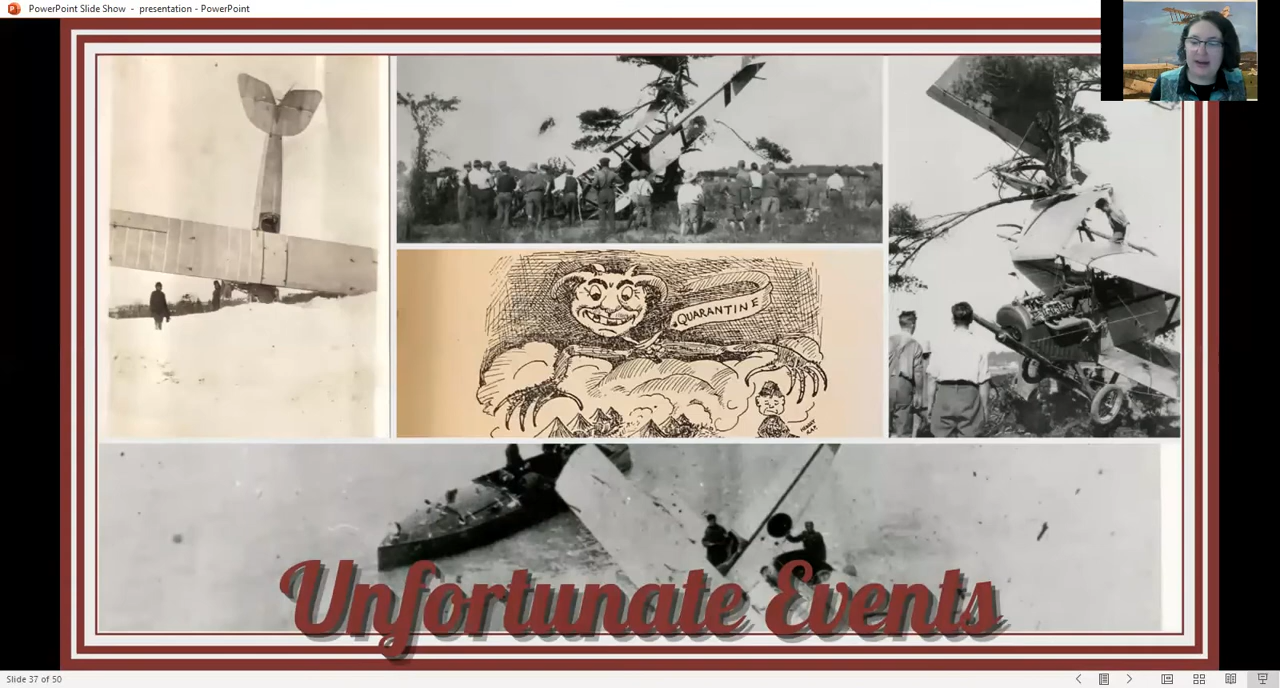 PowerPoint Slide Show - presentation - PowerPoint
QUARANTINE
Unfortunate Events
Slide 37 of 50